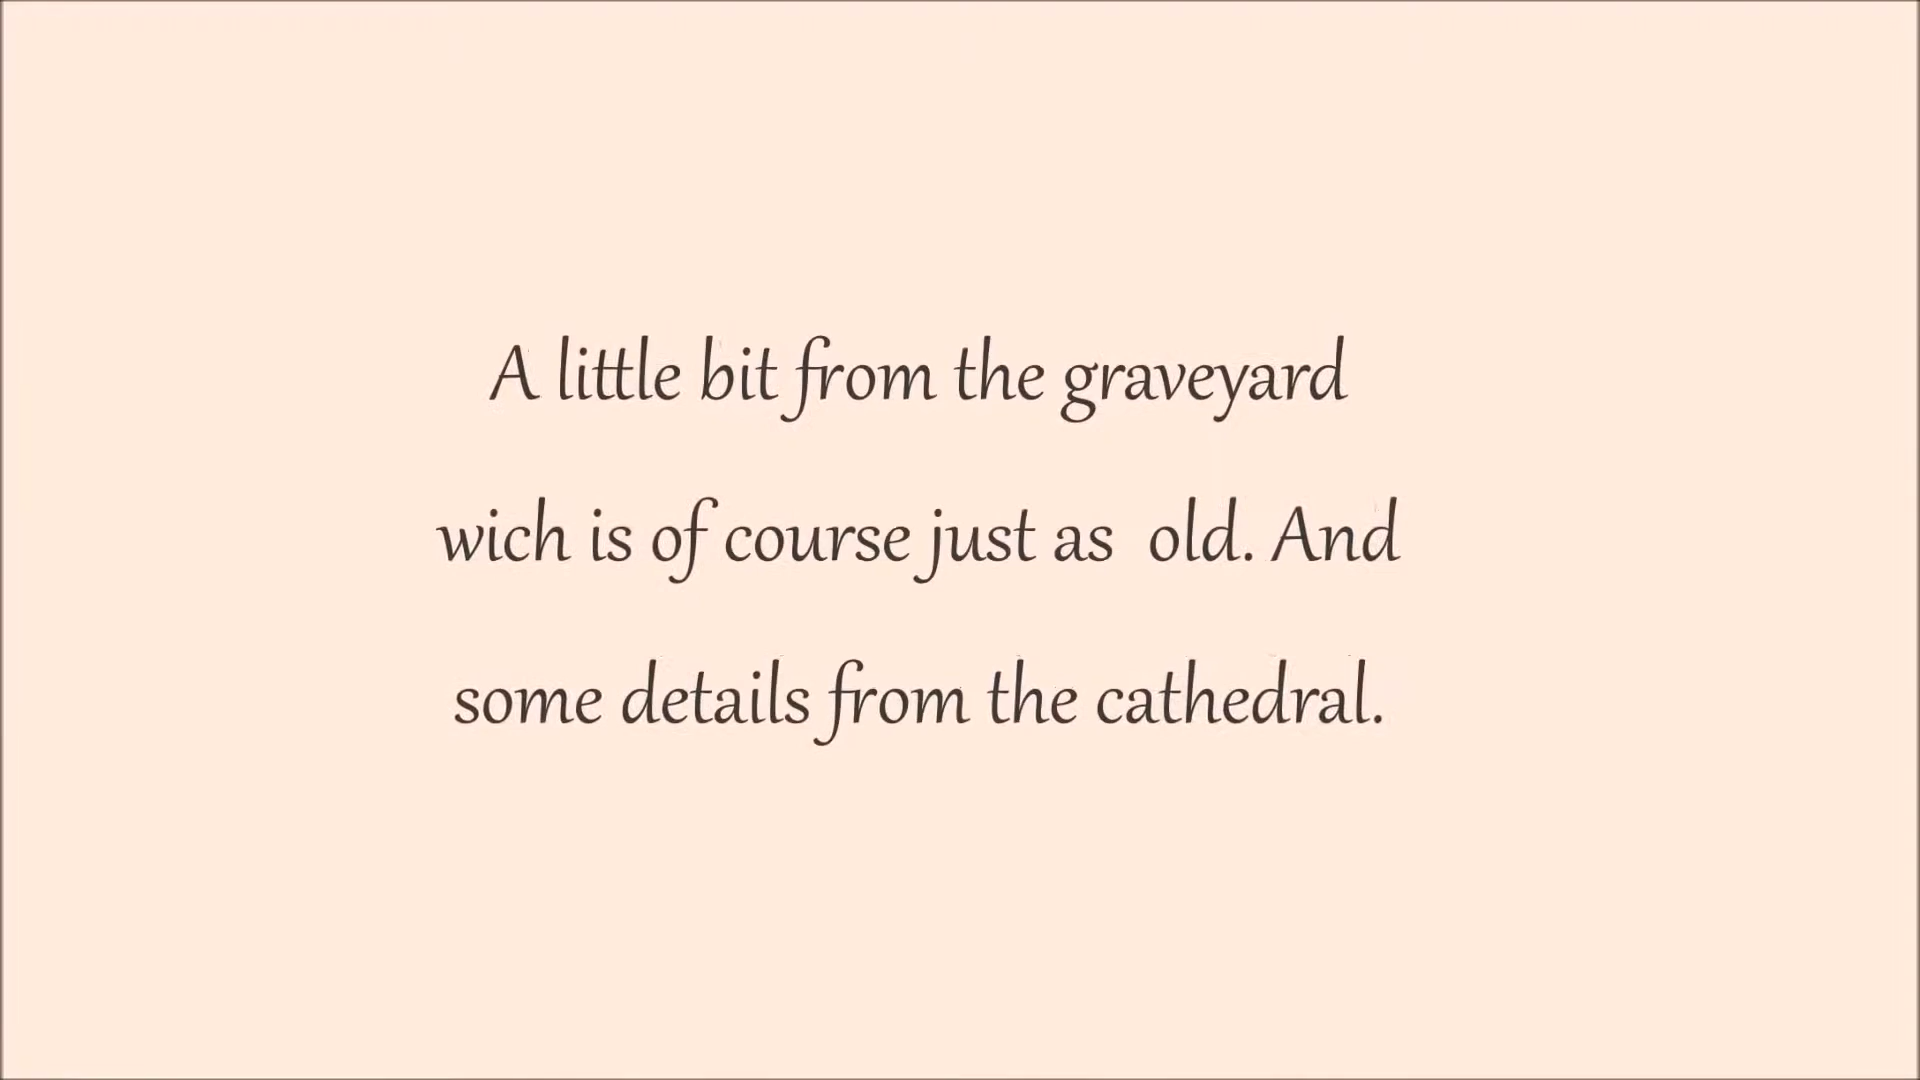 A little bit from the graveyard
wich is of course just as  old. And
some details from the cathedral.